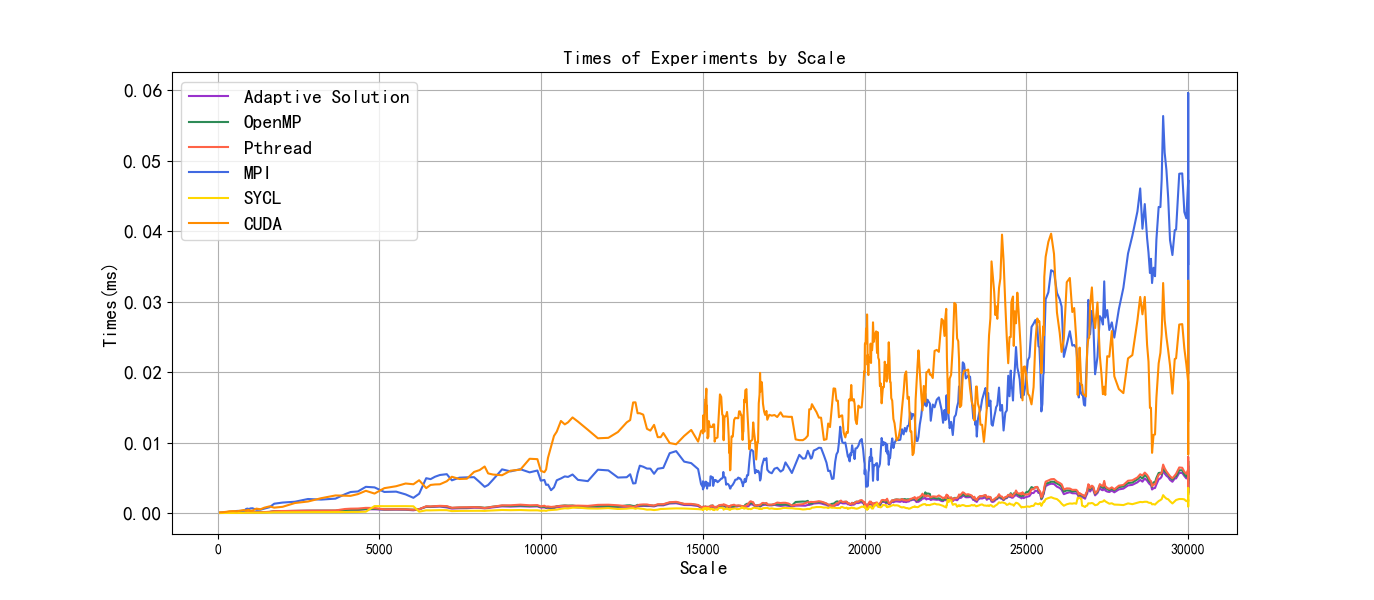 Times of Experiments by Scale
Adaptive Solution
OpenMP
Pthread
MPI
SYCL
CUDA
Times(ms)
0.06
0.05
0.04
0.03
0.02
0.01
0.00
0 5000 10000 15000 20000 25000 30000
Scale